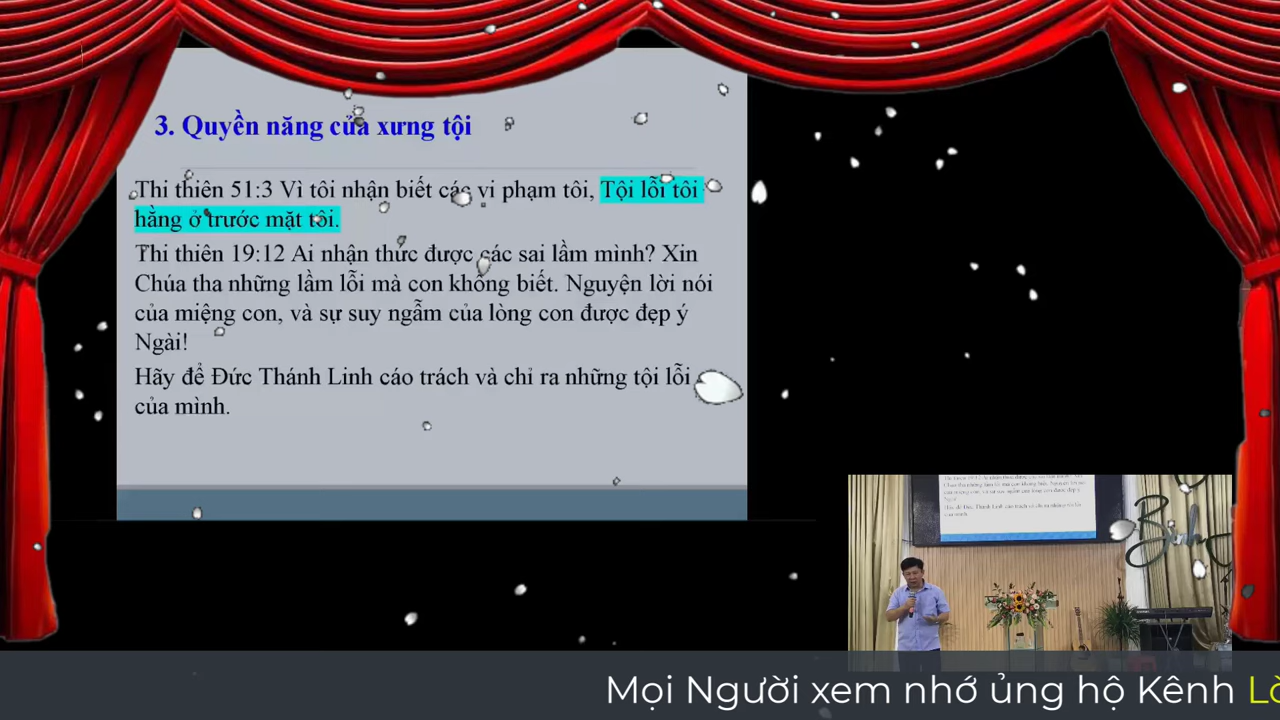 3. Quyền năng của xưng tội
Thi thiên 51:3 Vì tôi nhận biết các vi phạm tôi, Tội lỗi tôi
hằng ở trước mặt tôi.
Thi thiên 19:12 Ai nhận thức được các sai lầm mình? Xin
Chúa tha những lầm lỗi mà con không biết. Nguyện lời nói
của miệng con, và sự suy ngẫm của lòng con được đẹp ý
Ngài!
Hãy để Đức Thánh Linh cáo trách và chỉ ra những tội lỗi
của mình.
Mọi Người xem nhớ ủng hộ Kênh